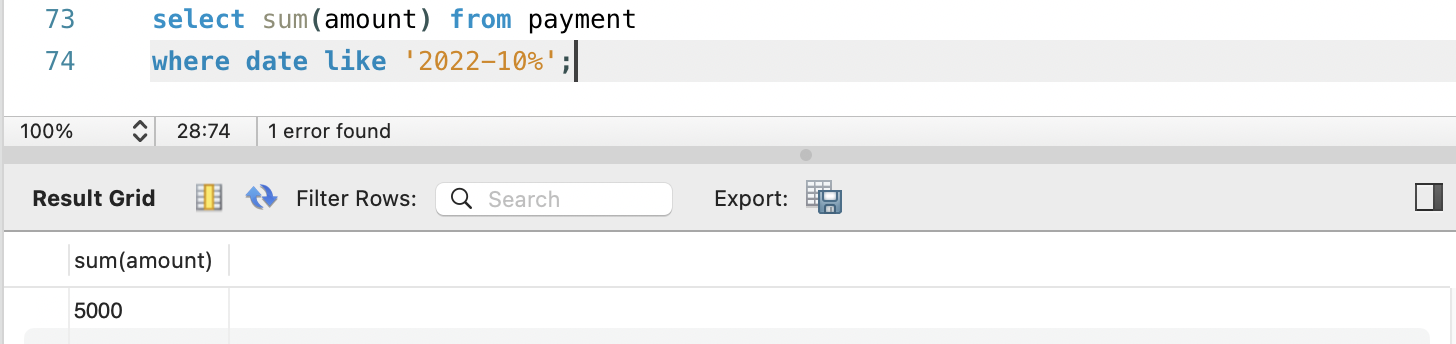 73 select sum(amount) from payment
74 where date like '2022-10%';
100% 28:74 1 error found
Result Grid Filter Rows: Search Export:
sum(amount)
5000